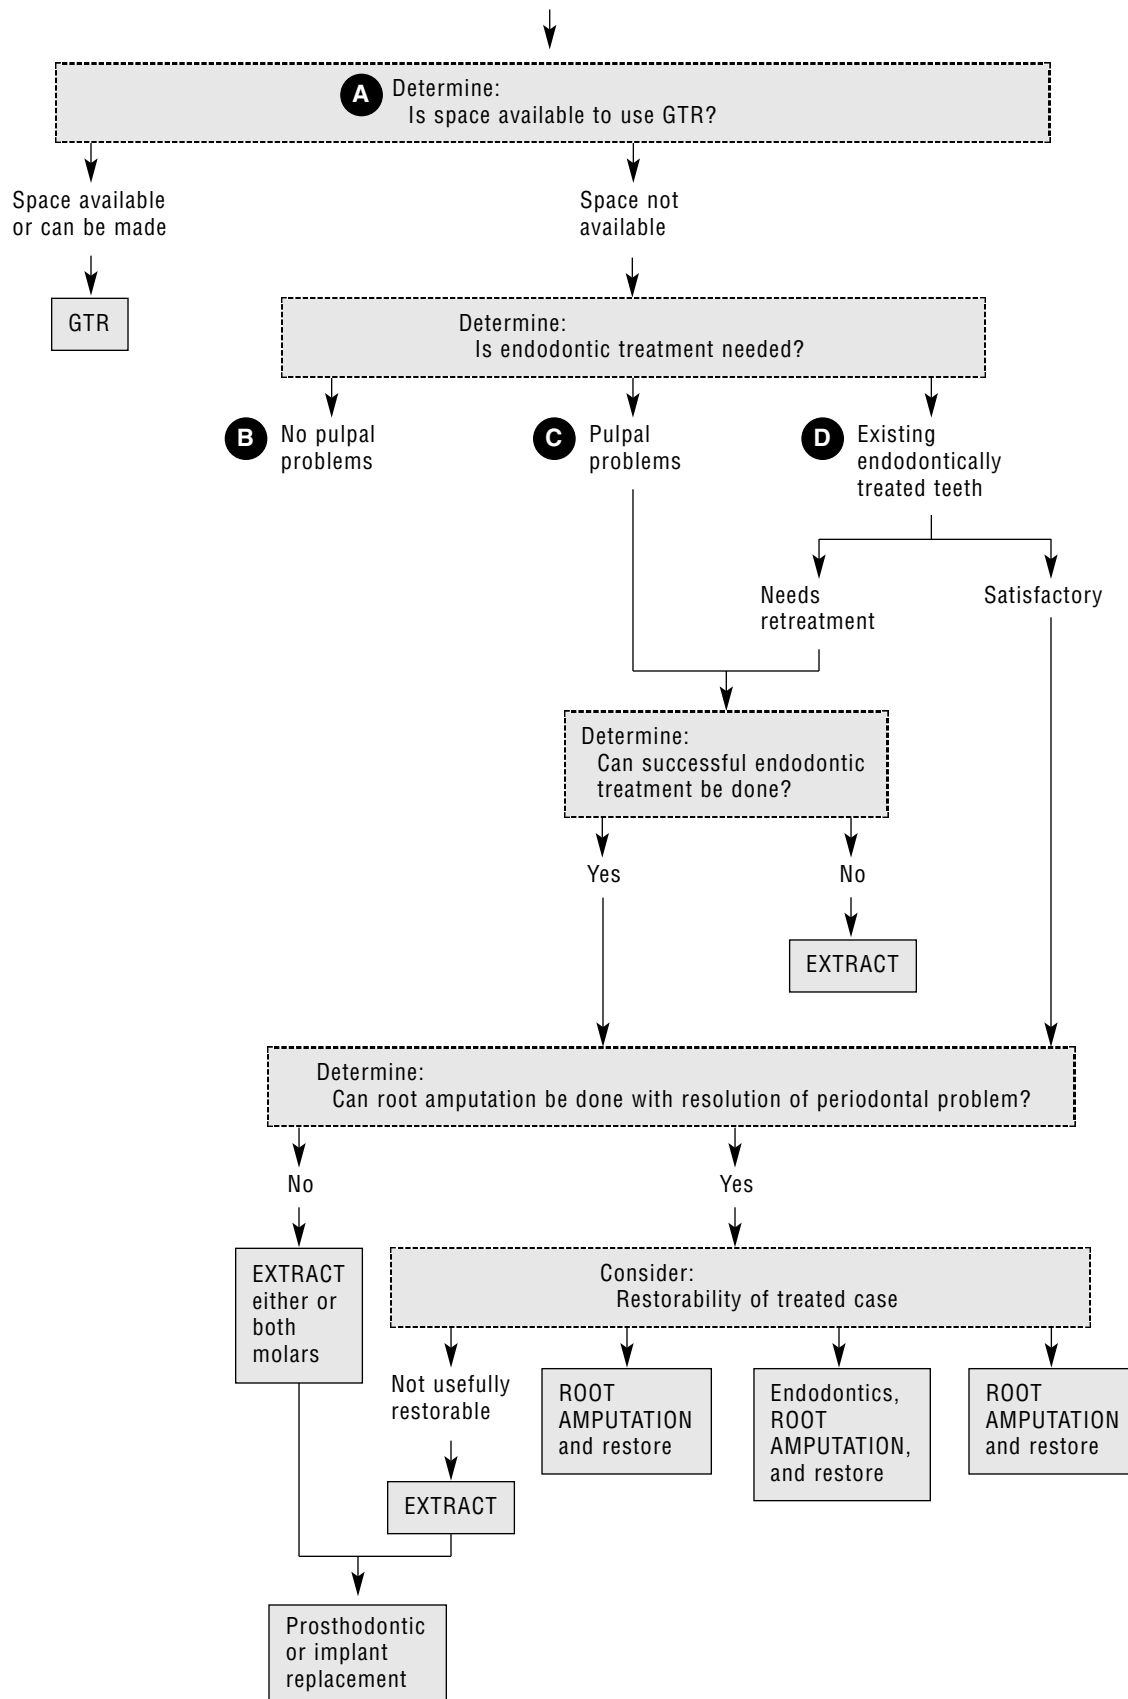 A
Determine:
Is space available to use GTR?
Space available
or can be made
Space not
available
GTR
Determine:
Is endodontic treatment needed?
B
No pulpal
problems
C
Pulpal
problems
D
Existing
endodontically
treated teeth
Needs
retreatment
Satisfactory
Determine:
Can successful endodontic
treatment be done?
Yes
No
EXTRACT
Determine:
Can root amputation be done with resolution of periodontal problem?
No
Yes
EXTRACT
either or
both
molars
Consider:
Restorability of treated case
Not usefully
restorable
ROOT
AMPUTATION
and restore
Endodontics,
ROOT
AMPUTATION,
and restore
ROOT
AMPUTATION
and restore
EXTRACT
Prosthodontic
or implant
replacement